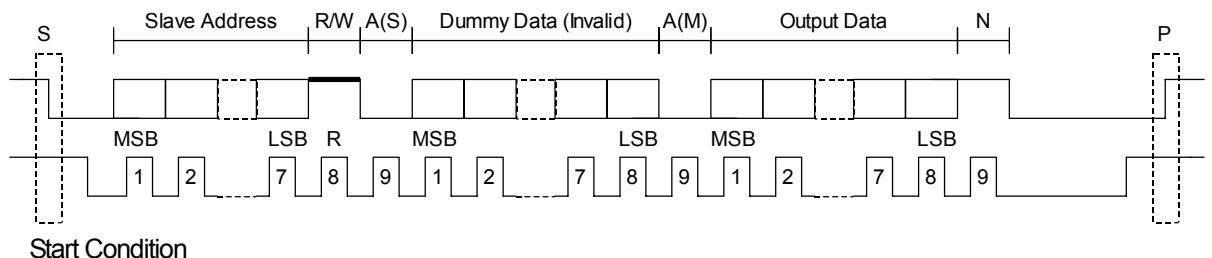 S Slave Address R/W A(S) Dummy Data (Invalid) A(M) Output Data N P
MSB LSB R MSB LSB MSB LSB
1 2 7 8 9 1 2 7 8 9 1 2 7 8 9
Start Condition